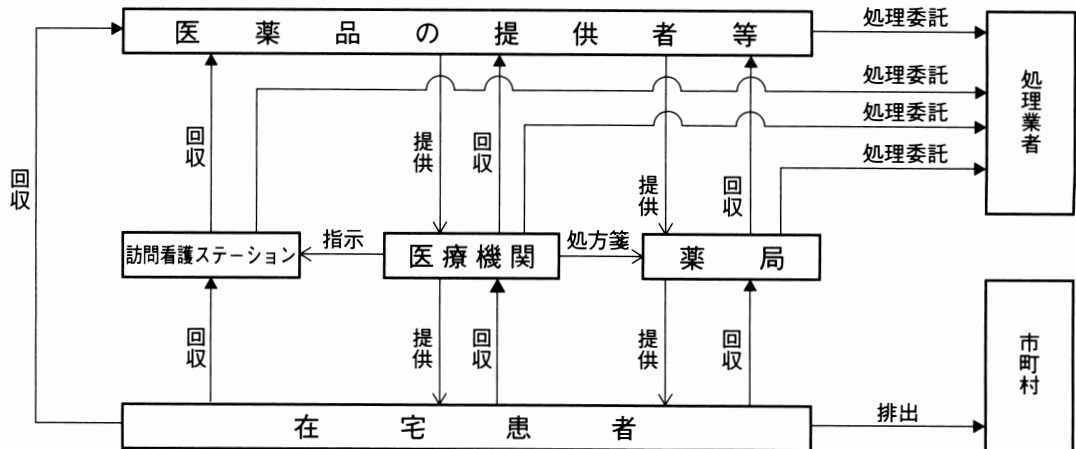 医薬品の提供者等
処理委託
処理委託
処理委託
処理委託
処理業者
回収
回収
提供
回収
提供
回収
訪問看護ステーション
指示
医療機関
処方箋
薬局
回収
提供
回収
提供
回収
市町村
在宅患者
排出